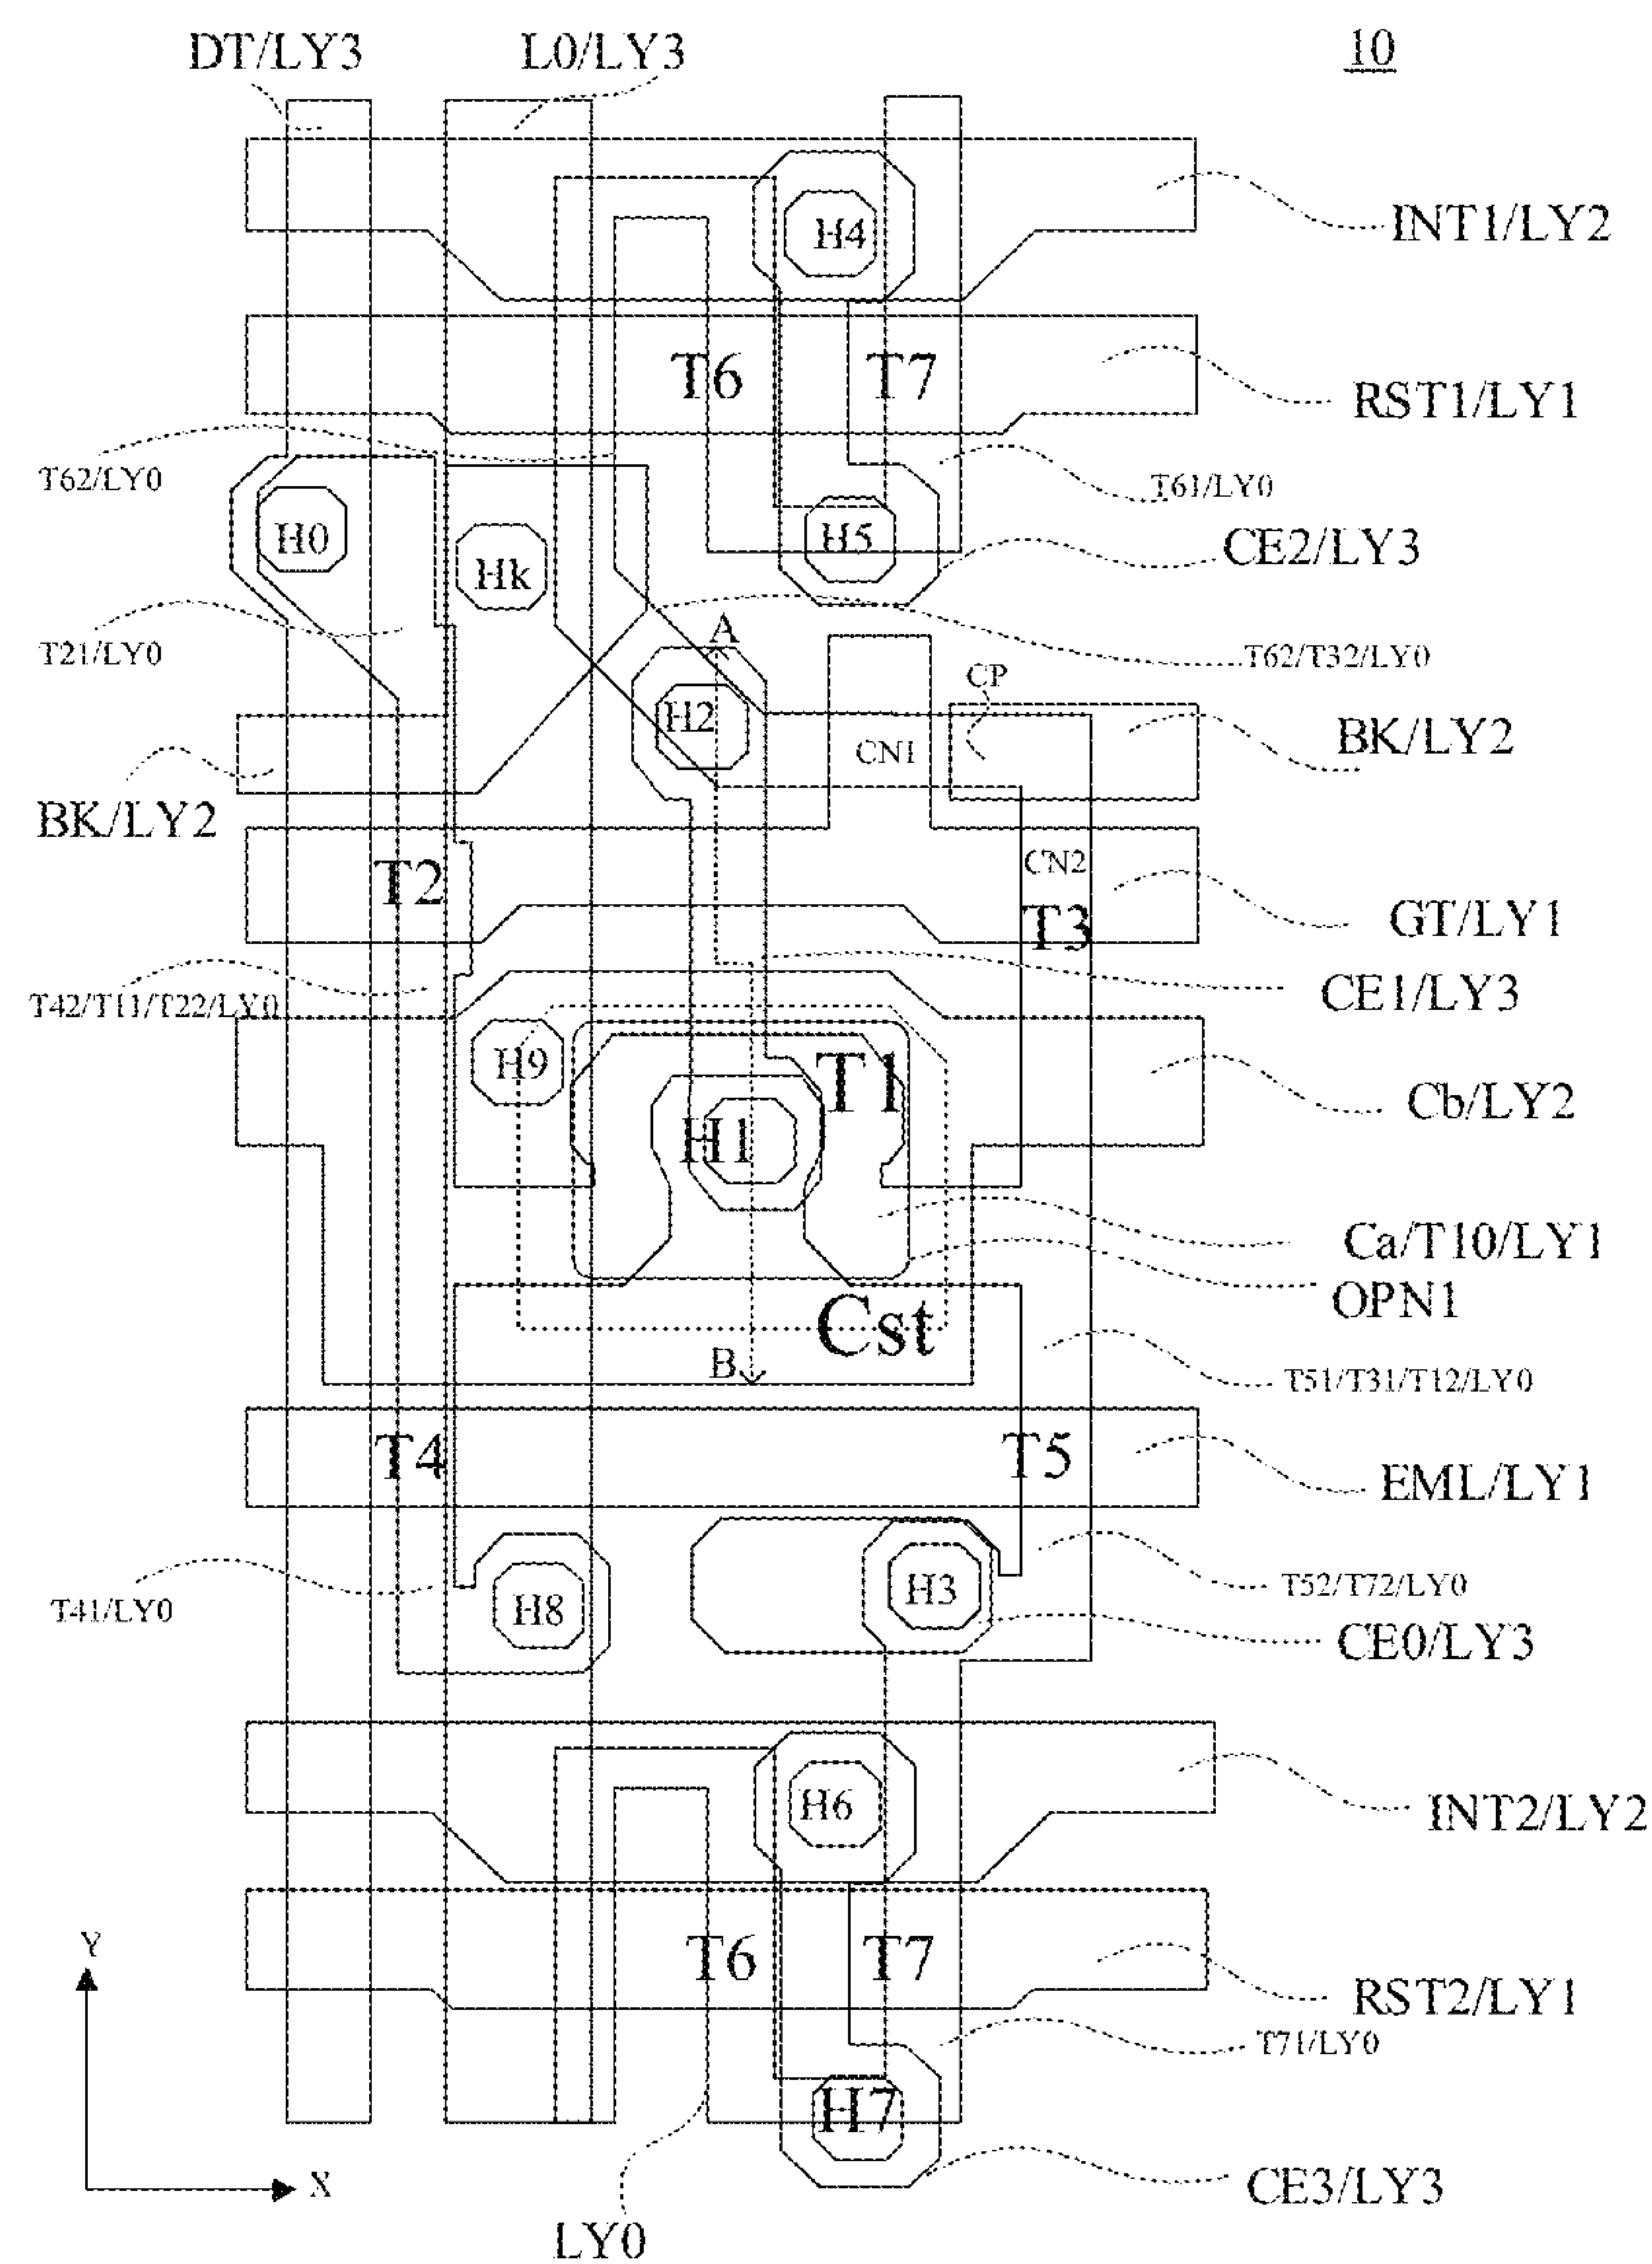 DT/LY3
L0/LY3
10
H4
INT1/LY2
T6
T7
RST1/LY1
T62/LY0
T61/LY0
H0
H5
CE2/LY3
Hk
A
T21/LY0
T62/T32/LY0
CP
H2
CN1
BK/LY2
BK/LY2
T2
CN2
GT/LY1
T3
CE1/LY3
T42/T11/T22/LY0
H9
T1
Cb/LY2
H1
Ca/T10/LY1
OPN1
Cst
B
T51/T31/T12/LY0
T4
T5
EML/LY1
H3
T52/T72/LY0
T41/LY0
H8
CE0/LY3
H6
INT2/LY2
Y
T6
T7
RST2/LY1
T71/LY0
H7
X
CE3/LY3
LY0